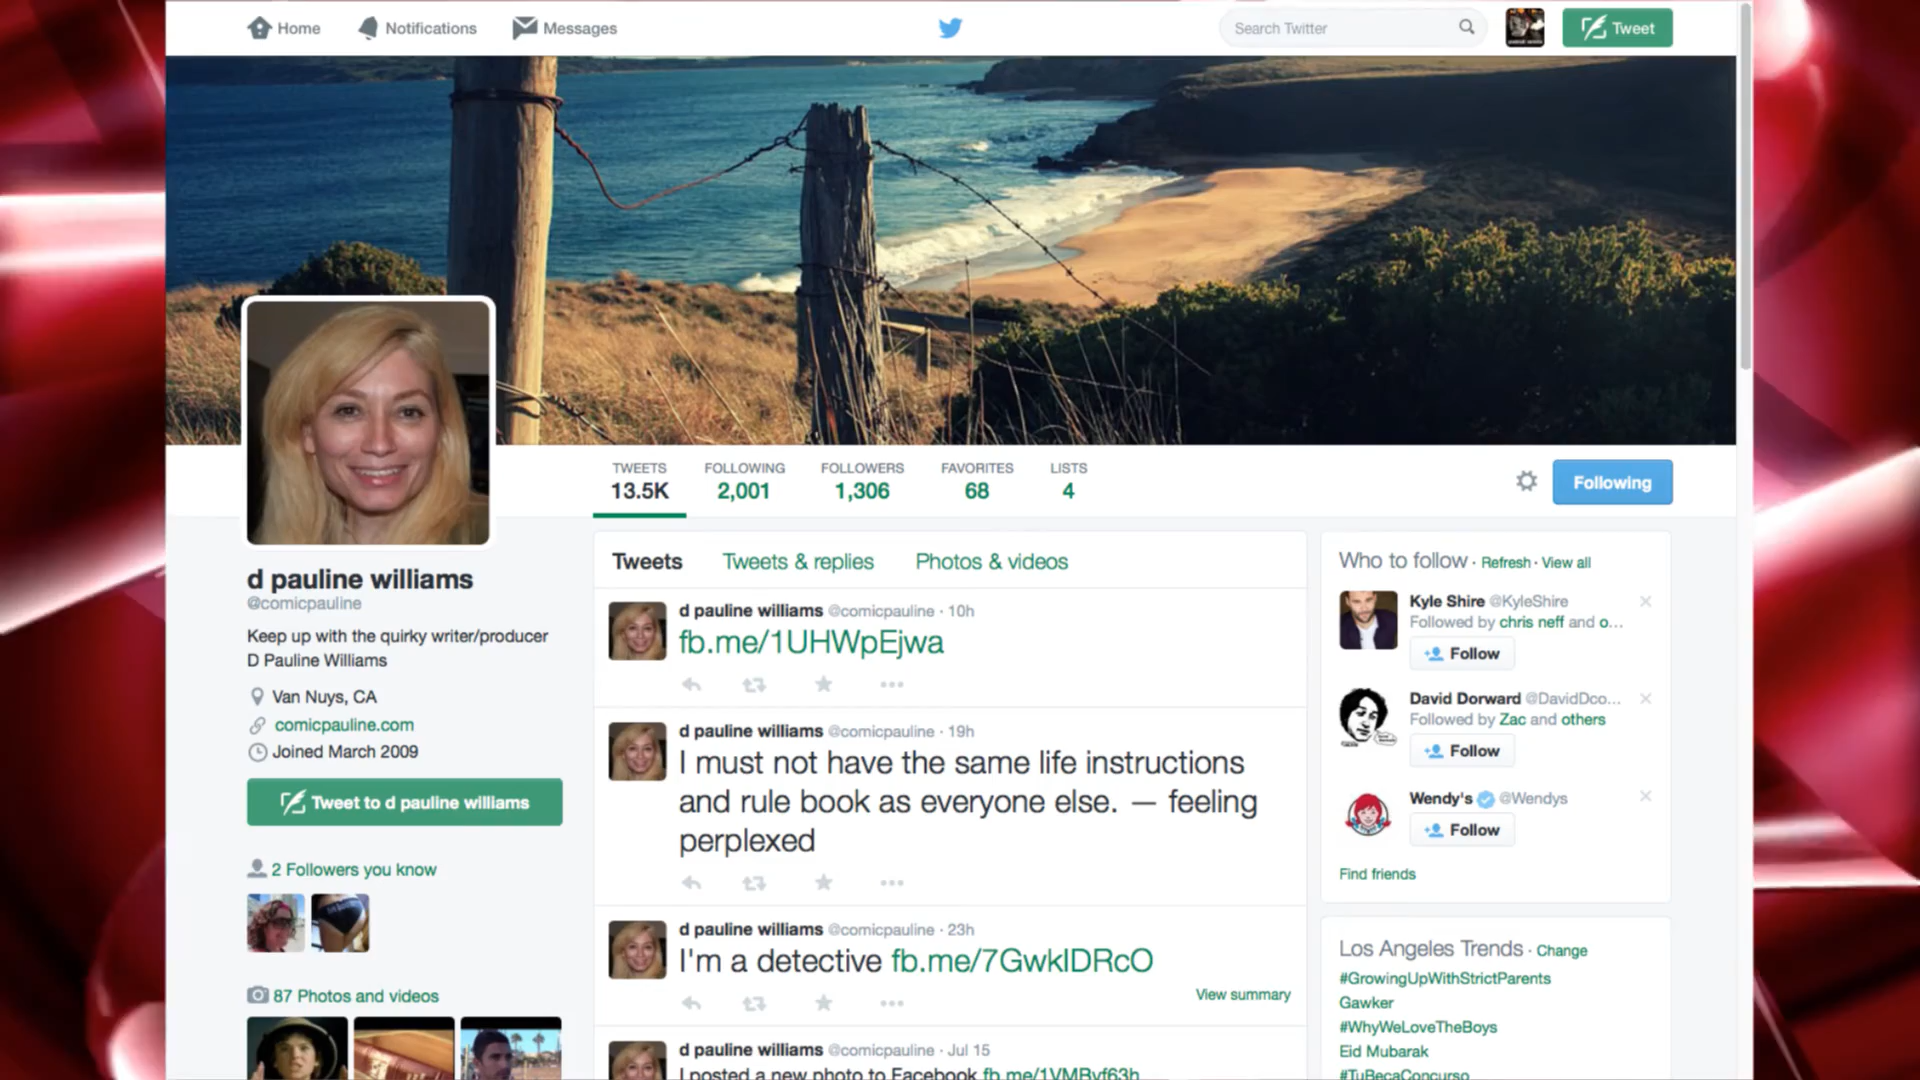 Home
Notifications
Messages
Search Twitter
Tweet
TWEETS
13.5K
FOLLOWING
2,001
FOLLOWERS
1,306
FAVORITES
68
LISTS
4
Following
d pauline williams
@comicpauline
Keep up with the quirky writer/producer
D Pauline Williams
Van Nuys, CA
comicpauline.com
Joined March 2009
Tweet to d pauline williams
2 Followers you know
87 Photos and videos
Tweets
Tweets & replies
Photos & videos
d pauline williams @comicpauline · 10h
fb.me/1UHWpEjwa
d pauline williams @comicpauline · 19h
I must not have the same life instructions
and rule book as everyone else. — feeling
perplexed
d pauline williams @comicpauline · 23h
I'm a detective fb.me/7GwkIDRcO
View summary
d pauline williams @comicpauline · Jul 15
I posted a new photo to Facebook fb.me/1VMBvf63h
Who to follow · Refresh · View all
Kyle Shire @KyleShire
Followed by chris neff and o...
Follow
David Dorward @DavidDco...
Followed by Zac and others
Follow
Wendy's @Wendys
Follow
Find friends
Los Angeles Trends · Change
#GrowingUpWithStrictParents
Gawker
#WhyWeLoveTheBoys
Eid Mubarak
#TuBecaConcurso